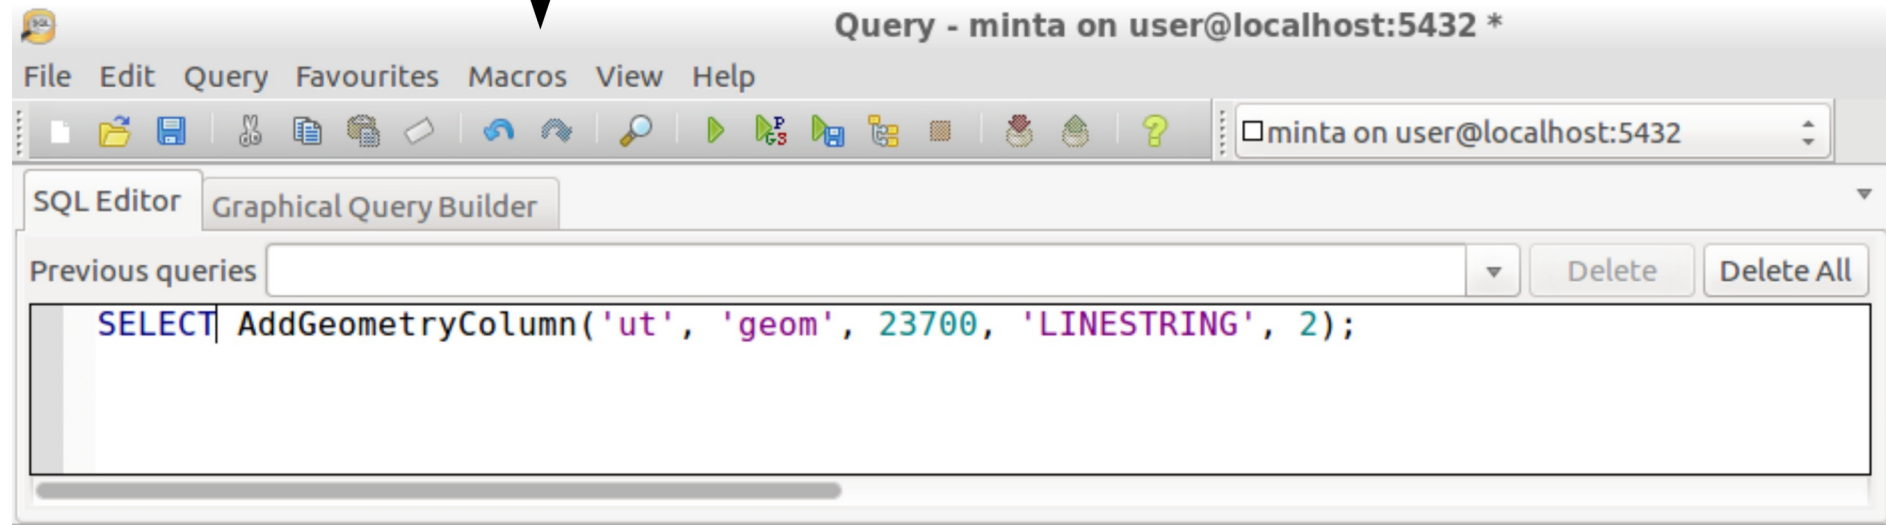 Query - minta on user@localhost:5432 *
File Edit Query Favourites Macros View Help
minta on user@localhost:5432
SQL Editor Graphical Query Builder
Previous queries Delete Delete All
SELECT AddGeometryColumn('ut', 'geom', 23700, 'LINESTRING', 2);